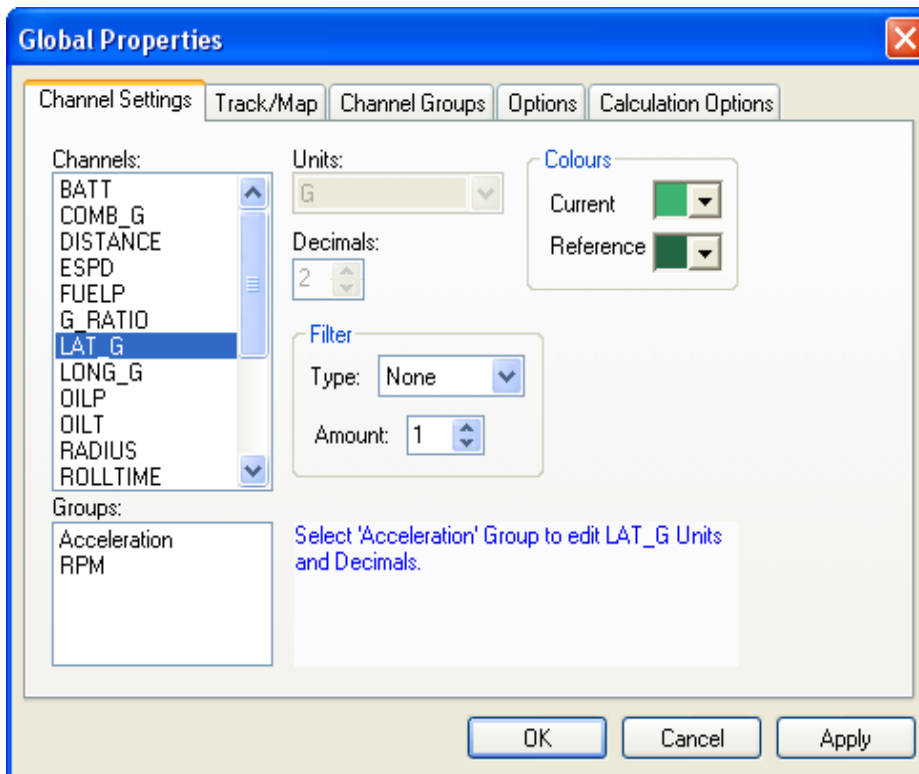 Global Properties
Channel Settings Track/Map Channel Groups Options Calculation Options
Channels:
BATT
COMB_G
DISTANCE
ESPD
FUELP
G_RATIO
LAT_G
LONG_G
OILP
OILT
RADIUS
ROLLTIME
Units:
G
Decimals:
2
Colours
Current
Reference
Filter
Type: None
Amount: 1
Groups:
Acceleration
RPM
Select 'Acceleration' Group to edit LAT_G Units
and Decimals.
OK Cancel Apply